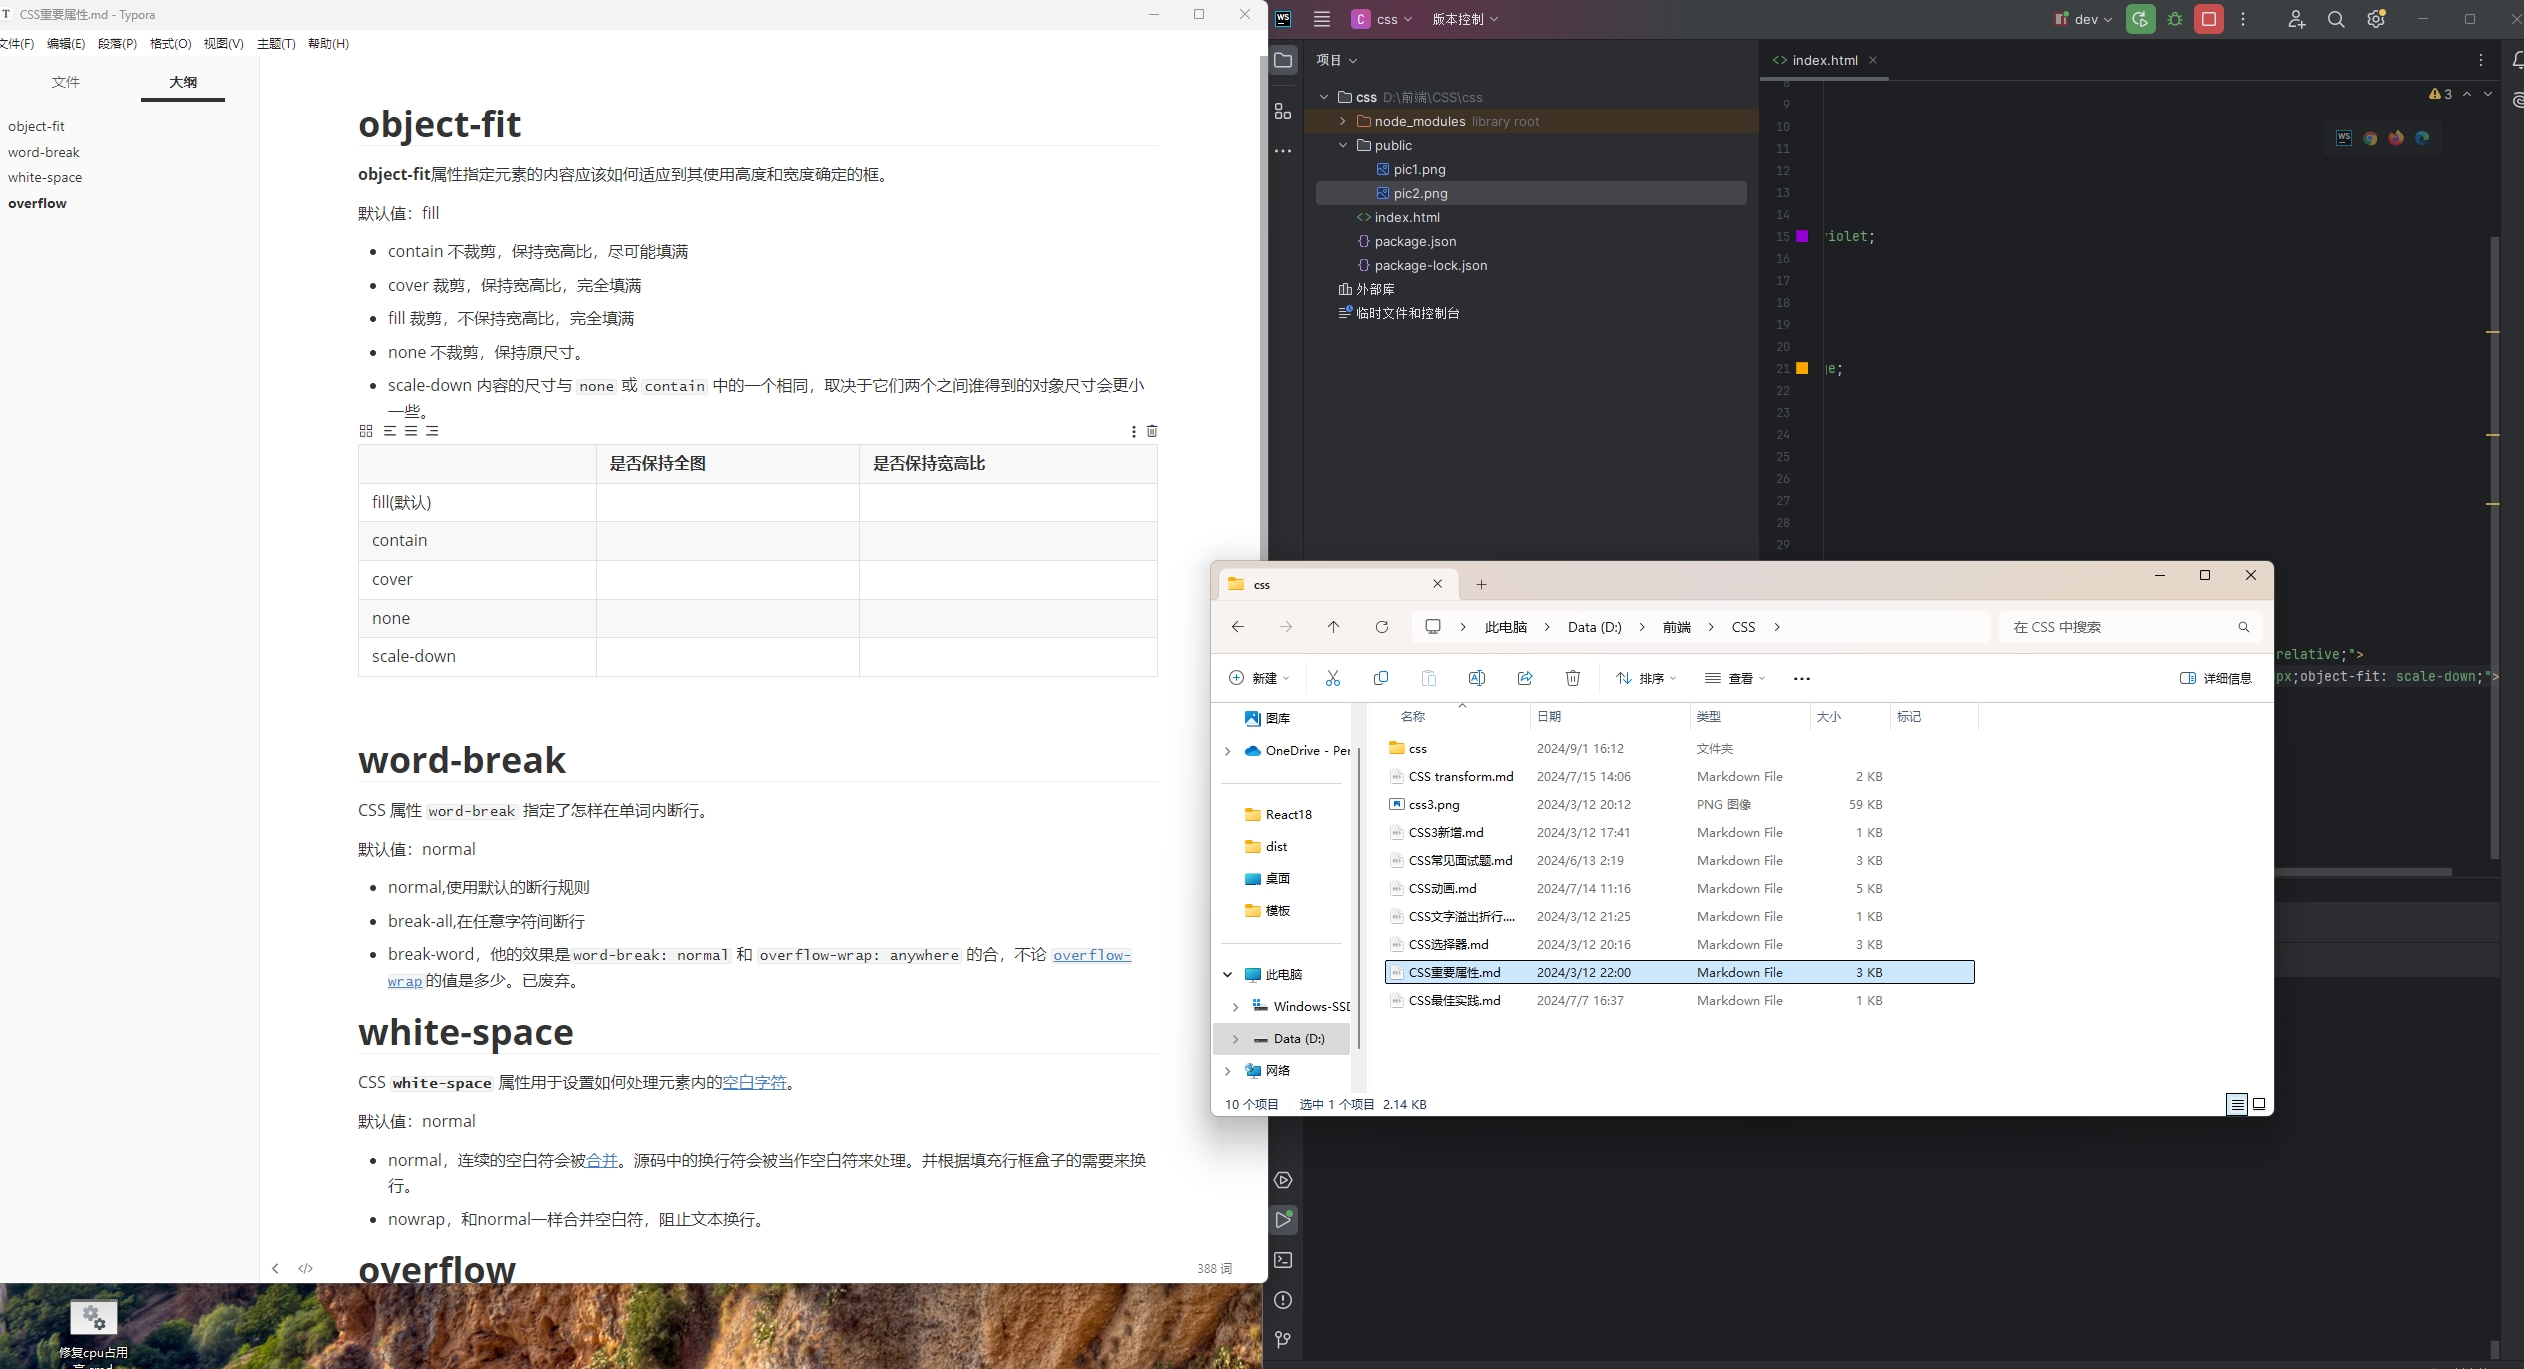 CSS重要属性.md - Typora
文件(F) 编辑(E) 段落(P) 格式(O) 视图(V) 主题(T) 帮助(H)
文件 大纲
object-fit
word-break
white-space
overflow
object-fit
object-fit属性指定元素的内容应该如何适应到其使用高度和宽度确定的框。
默认值：fill
contain 不裁剪，保持宽高比，尽可能填满
cover 裁剪，保持宽高比，完全填满
fill 裁剪，不保持宽高比，完全填满
none 不裁剪，保持原尺寸。
scale-down 内容的尺寸与 none 或 contain 中的一个相同，取决于它们两个之间谁得到的对象尺寸会更小
一些。
是否保持全图 是否保持宽高比
fill(默认)
contain
cover
none
scale-down
word-break
CSS 属性 word-break 指定了怎样在单词内断行。
默认值：normal
normal,使用默认的断行规则
break-all,在任意字符间断行
break-word，他的效果是word-break: normal 和 overflow-wrap: anywhere 的合，不论 overflow-
wrap的值是多少。已废弃。
white-space
CSS white-space 属性用于设置如何处理元素内的空白字符。
默认值：normal
normal，连续的空白符会被合并。源码中的换行符会被当作空白符来处理。并根据填充行框盒子的需要来换
行。
nowrap，和normal一样合并空白符，阻止文本换行。
overflow
388 词
修复cpu占用
WS C css 版本控制 dev
项目
css D:\前端\CSS\css
node_modules library root
public
pic1.png
pic2.png
index.html
package.json
package-lock.json
外部库
临时文件和控制台
index.html
3
WS
8
9
10
11
12
13
14
15 violet;
16
17
18
19
20
21 ge;
22
23
24
25
26
27
28
29
relative;">
px;object-fit: scale-down;">
css
此电脑 > Data (D:) > 前端 > CSS >
在 CSS 中搜索
新建 排序 查看 详细信息
图库
OneDrive - Per
React18
dist
桌面
模板
此电脑
Windows-SSD
Data (D:)
网络
名称 日期 类型 大小 标记
css 2024/9/1 16:12 文件夹
CSS transform.md 2024/7/15 14:06 Markdown File 2 KB
css3.png 2024/3/12 20:12 PNG 图像 59 KB
CSS3新增.md 2024/3/12 17:41 Markdown File 1 KB
CSS常见面试题.md 2024/6/13 2:19 Markdown File 3 KB
CSS动画.md 2024/7/14 11:16 Markdown File 5 KB
CSS文字溢出折行.... 2024/3/12 21:25 Markdown File 1 KB
CSS选择器.md 2024/3/12 20:16 Markdown File 3 KB
CSS重要属性.md 2024/3/12 22:00 Markdown File 3 KB
CSS最佳实践.md 2024/7/7 16:37 Markdown File 1 KB
10 个项目 选中 1 个项目 2.14 KB